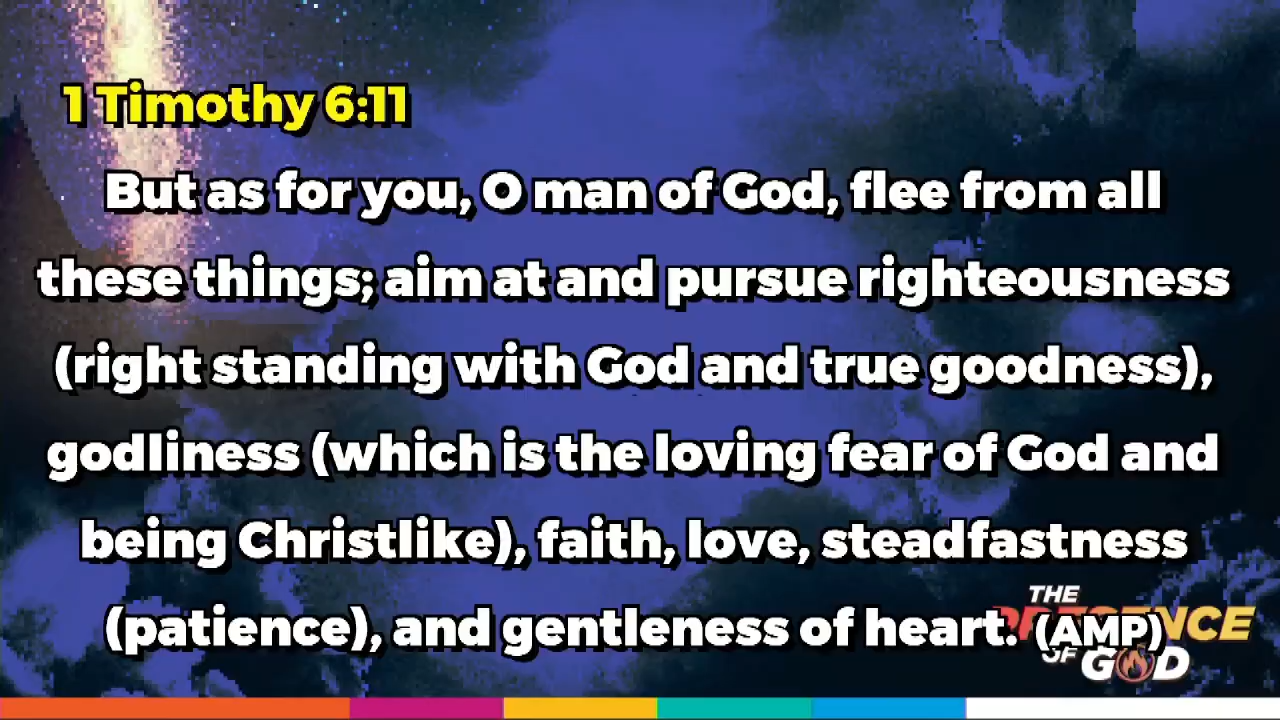 1 Timothy 6:11
But as for you, O man of God, flee from all
these things; aim at and pursue righteousness
(right standing with God and true goodness),
godliness (which is the loving fear of God and
being Christlike), faith, love, steadfastness
(patience), and gentleness of heart. (AMP)
THE
PRESENCE
OF GOD